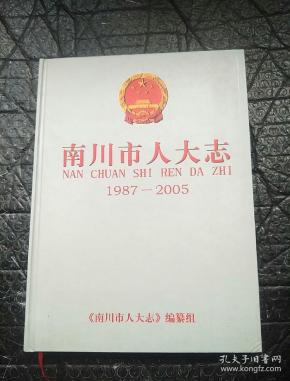 南川市人大志
NAN CHUAN SHI REN DA ZHI
1987—2005
《南川市人大志》编纂组
孔夫子旧书网
www.kongfz.com